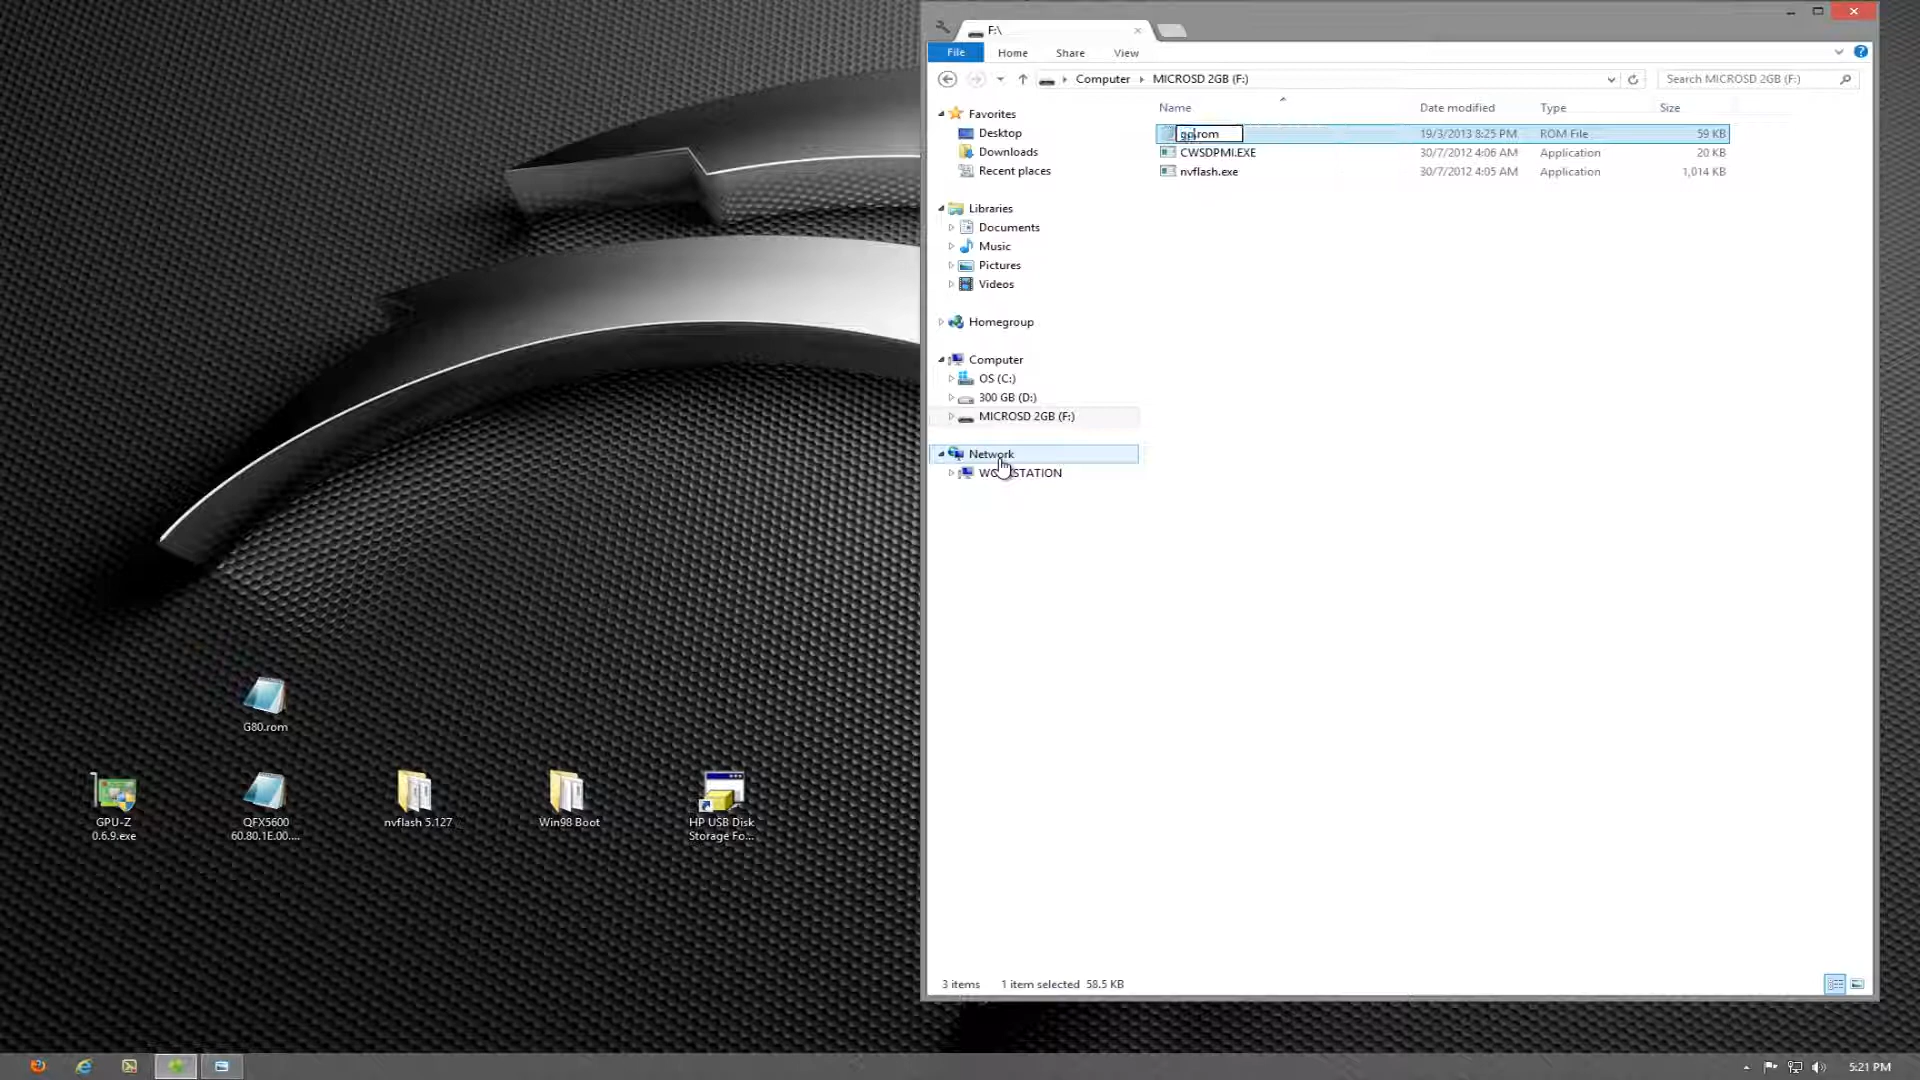 F:\
File Home Share View
Computer MICROSD 2GB (F:) Search MICROSD 2GB (F:)
Name Date modified Type Size
19/3/2013 8:25 PM ROM File 59 KB
CWSDPMI.EXE 30/7/2012 4:06 AM Application 20 KB
nvflash.exe 30/7/2012 4:05 AM Application 1,014 KB
Favorites
Desktop
Downloads
Recent places
Libraries
Documents
Music
Pictures
Videos
Homegroup
Computer
OS (C:)
300 GB (D:)
MICROSD 2GB (F:)
Network
G80.rom
GPU-Z
0.6.9.exe
QFX5600
60.80.1E.00....
nvflash 5.127
Win98 Boot
HP USB Disk
Storage Fo...
3 items 1 item selected 58.5 KB
5:21 PM